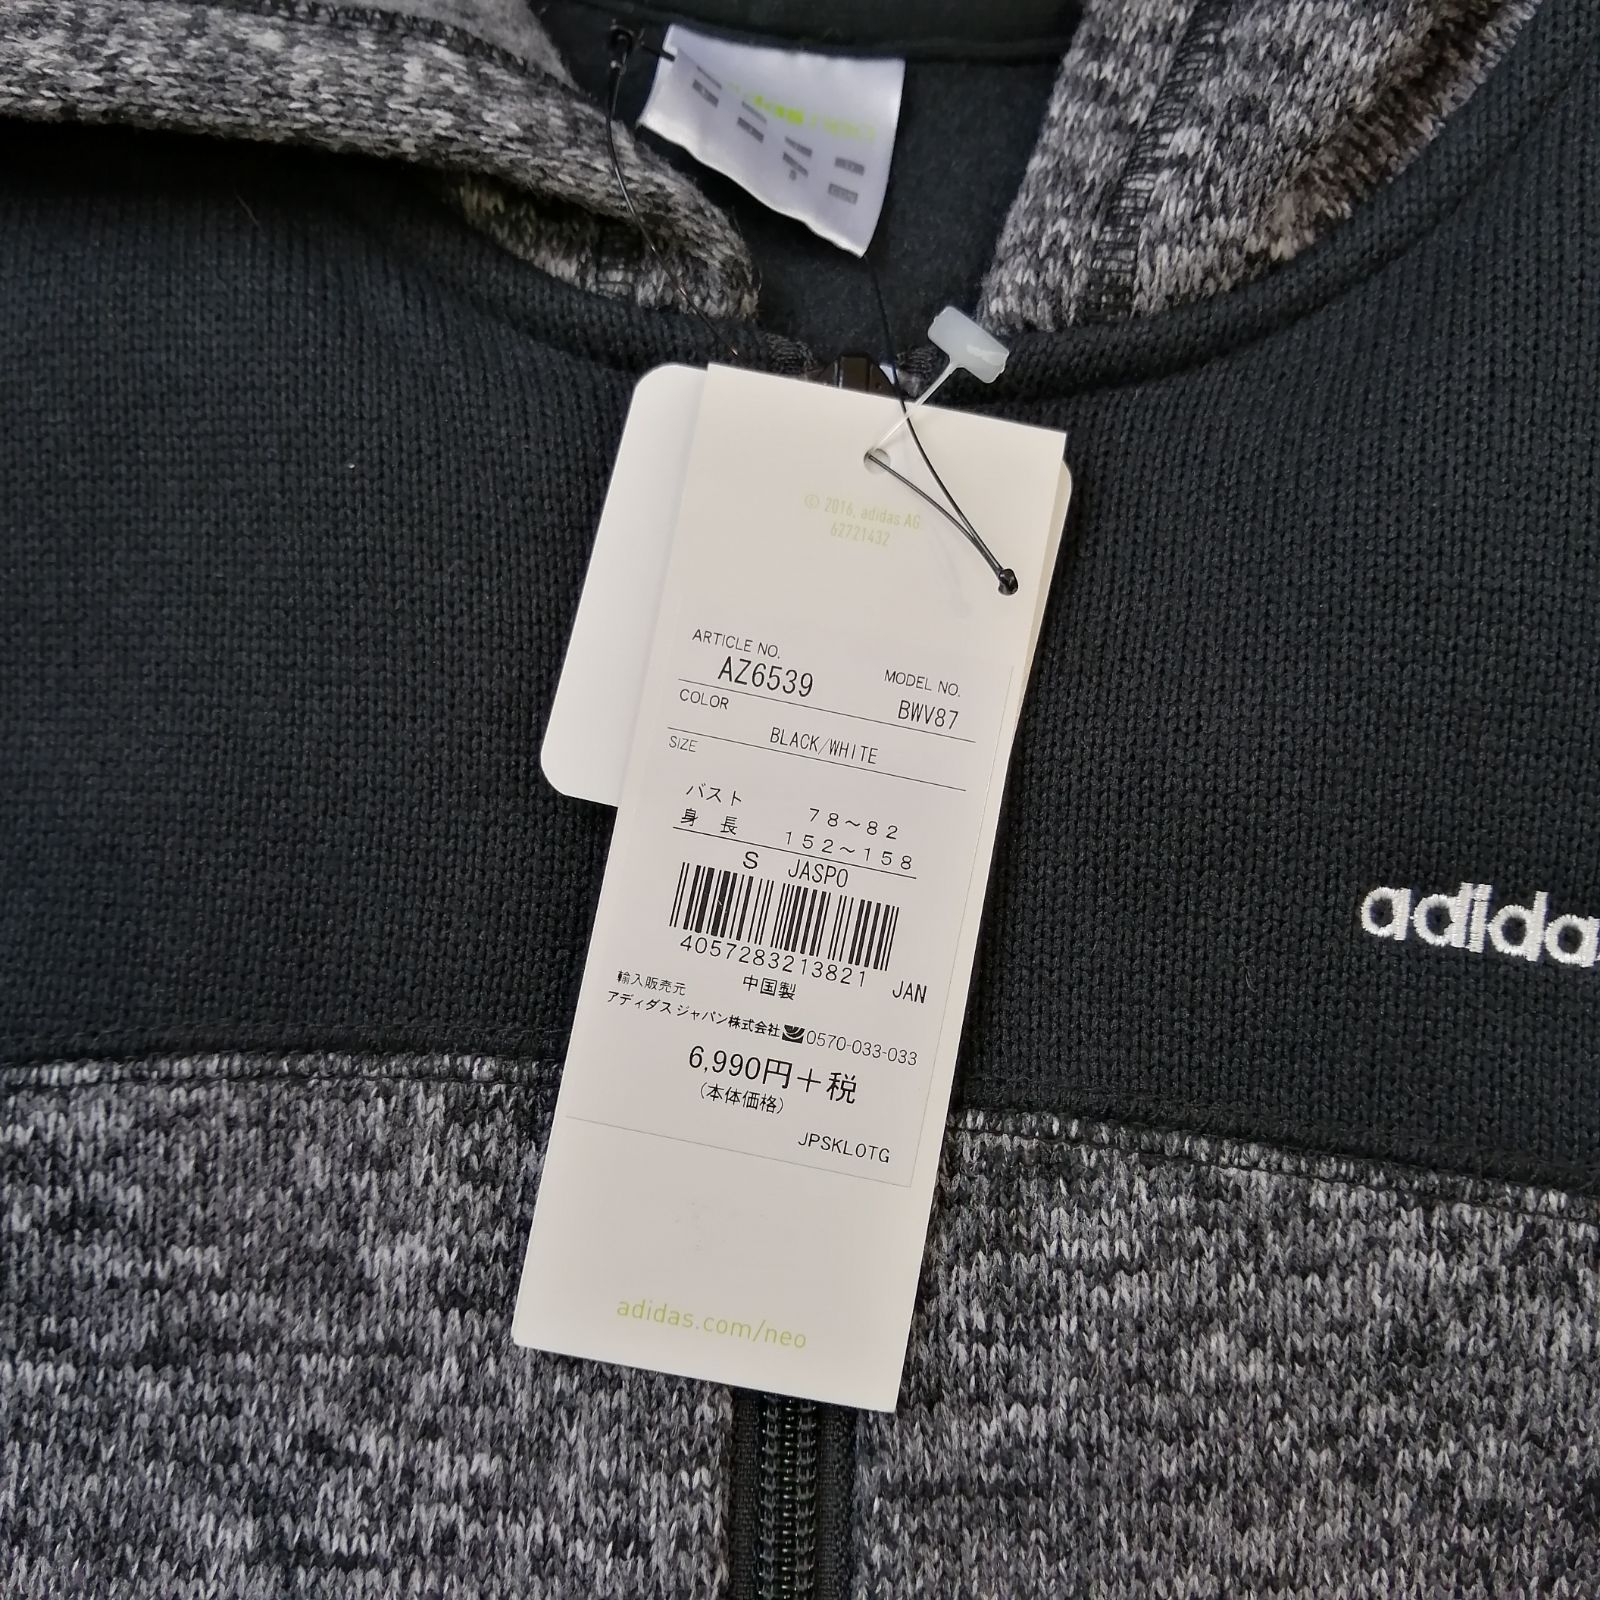 © 2016, adidas AG.
62721432
ARTICLE NO.
AZ6539
MODEL NO.
BWV87
COLOR
BLACK/WHITE
SIZE
バスト 78～82
身長 152～158
S JASPO
4057283213821 JAN
中国製
輸入販売元
アディダス ジャパン株式会社 0570-033-033
6,990円＋税
(本体価格)
JPSKLOTG
adidas.com/neo
adidas